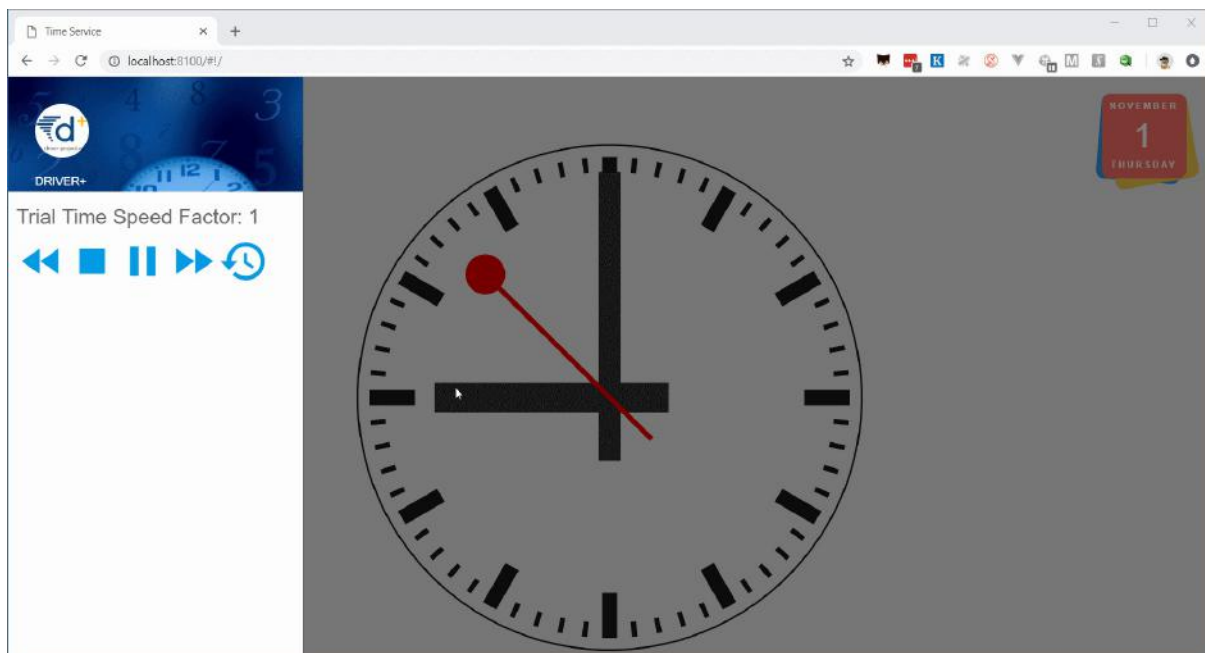 Time Service
localhost:8100/#!/
d+
DRIVER+
Trial Time Speed Factor: 1
NOVEMBER
1
THURSDAY